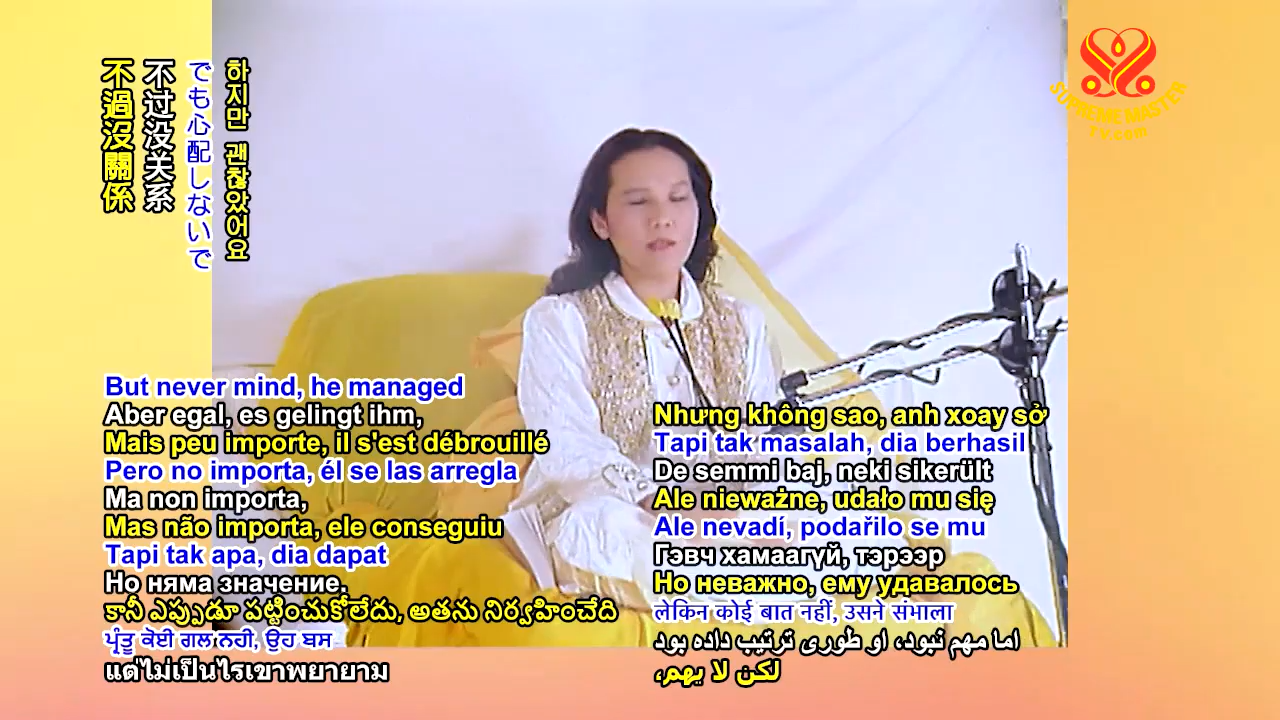 不過沒關係
不过没关系
でも心配しないで
하지만 괜찮았어요
SUPREME MASTER
TV.com
But never mind, he managed
Aber egal, es gelingt ihm,
Mais peu importe, il s'est débrouillé
Pero no importa, él se las arregla
Ma non importa,
Mas não importa, ele conseguiu
Tapi tak apa, dia dapat
Но няма значение.
కానీ ఎప్పుడూ పట్టించుకోలేదు, అతను నిర్వహించేది
ਪ੍ਰੰਤੂ ਕੋਈ ਗਲ ਨਹੀ, ਉਹ ਬਸ
แต่ไม่เป็นไรเขาพยายาม
Nhưng không sao, anh xoay sở
Tapi tak masalah, dia berhasil
De semmi baj, neki sikerült
Ale nieważne, udało mu się
Ale nevadí, podařilo se mu
Гэвч хамаагүй, тэрээр
Но неважно, ему удавалось
लेकिन कोई बात नहीं, उसने संभाला
اما مهم نبود، او طوری ترتیب داده بود
لكن لا يهم،